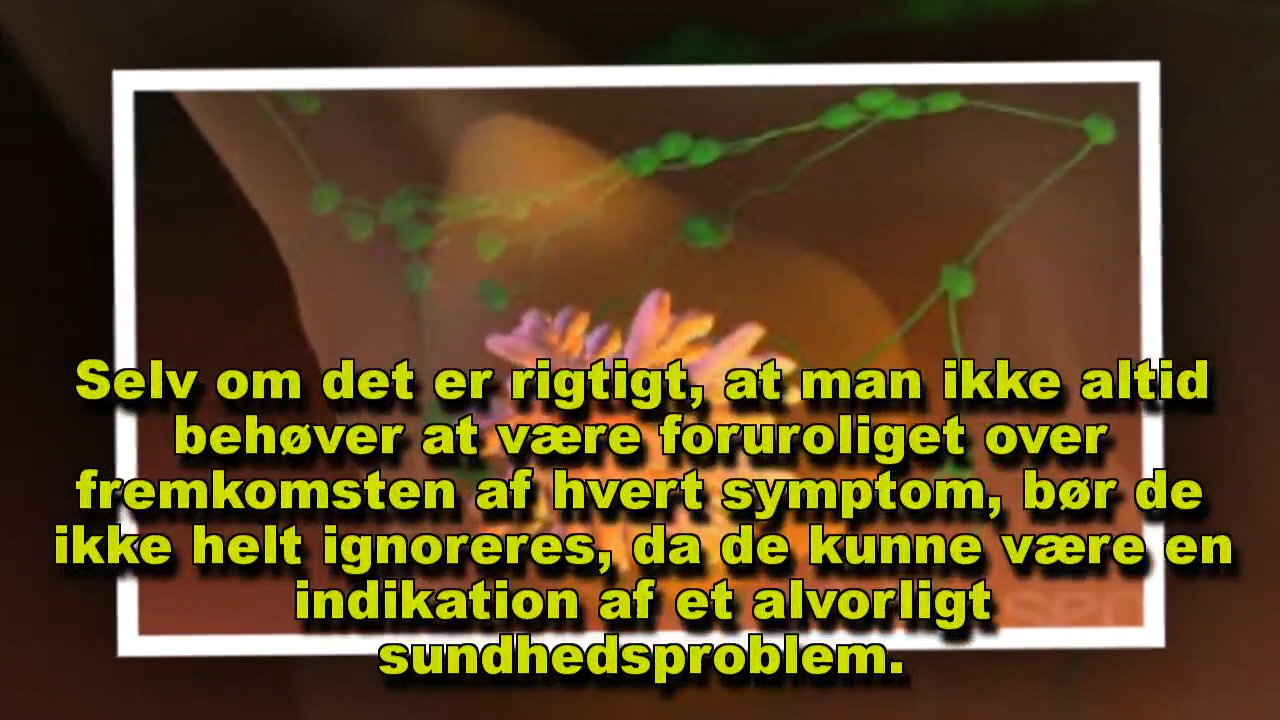 Selv om det er rigtigt, at man ikke altid
behøver at være foruroliget over
fremkomsten af hvert symptom, bør de
ikke helt ignoreres, da de kunne være en
indikation af et alvorligt
sundhedsproblem.